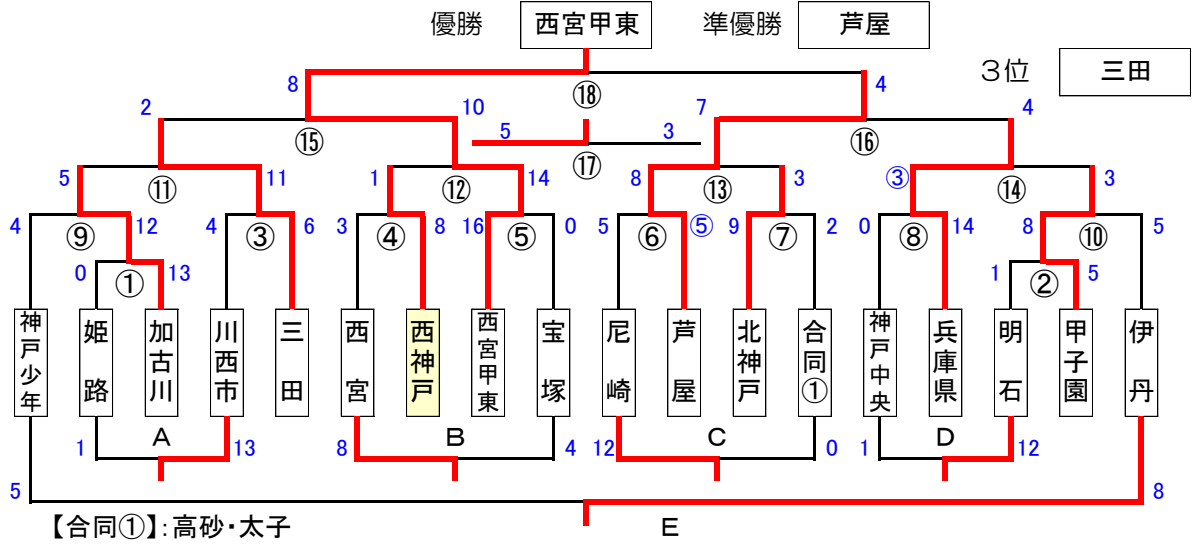 優勝 西宮甲東 準優勝 芦屋
3位 三田
8 ⑱ 4
2 10 7 4
5 3
⑮ ⑰ ⑯
5 11 1 14 8 3 ③ 3
⑪ ⑫ ⑬ ⑭
4 12 4 6 3 8 16 0 5 ⑤ 9 2 0 14 8 5
⑨ ③ ④ ⑤ ⑥ ⑦ ⑧ ⑩
0 13 1 5
① ②
神戸少年
姫路
加古川
川西市
三田
西宮
西神戸
西宮甲東
宝塚
尼崎
芦屋
北神戸
合同①
神戸中央
兵庫県
明石
甲子園
伊丹
A B C D
1 13 8 4 12 0 1 12
5 8
【合同①】:高砂・太子 E